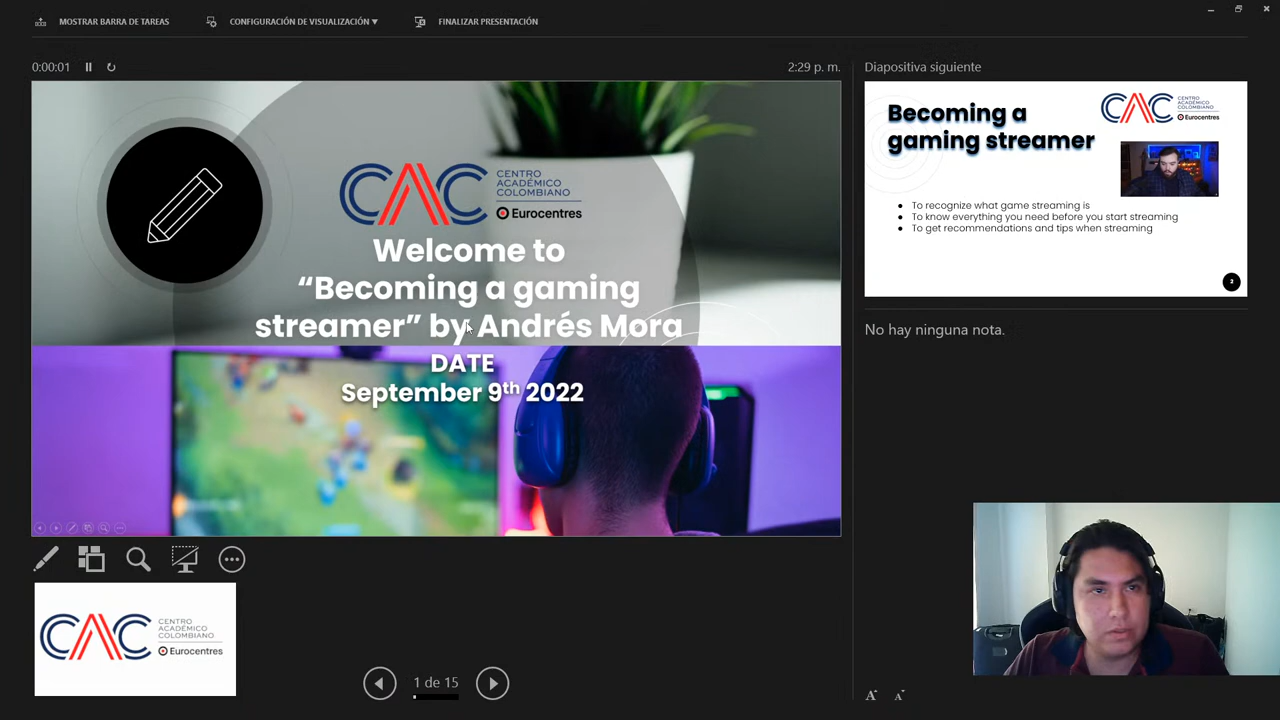 MOSTRAR BARRA DE TAREAS
CONFIGURACIÓN DE VISUALIZACIÓN ▼
FINALIZAR PRESENTACIÓN
0:00:01
2:29 p. m.
CAC
CENTRO
ACADÉMICO
COLOMBIANO
Eurocentres
Welcome to
“Becoming a gaming
streamer” by Andrés Mora
DATE
September 9th 2022
Diapositiva siguiente
Becoming a
gaming streamer
CAC
CENTRO
ACADÉMICO
COLOMBIANO
Eurocentres
● To recognize what game streaming is
● To know everything you need before you start streaming
● To get recommendations and tips when streaming
2
No hay ninguna nota.
CAC
CENTRO
ACADÉMICO
COLOMBIANO
Eurocentres
1 de 15
A
A